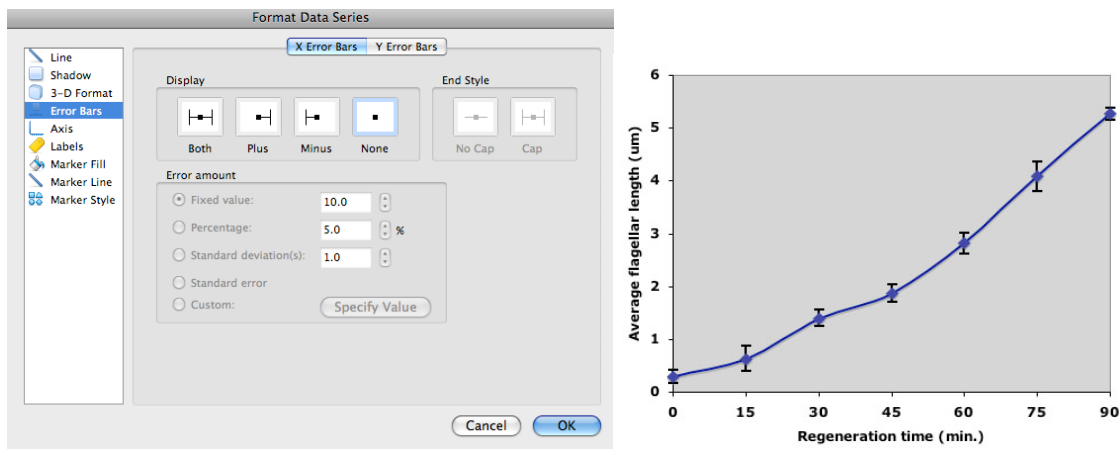 Format Data Series
Line
Shadow
3-D Format
Error Bars
Axis
Labels
Marker Fill
Marker Line
Marker Style
X Error Bars Y Error Bars
Display
Both Plus Minus None
End Style
No Cap Cap
Error amount
Fixed value: 10.0
Percentage: 5.0 %
Standard deviation(s): 1.0
Standard error
Custom: Specify Value
Cancel OK
Average flagellar length (um)
6
5
4
3
2
1
0
0 15 30 45 60 75 90
Regeneration time (min.)